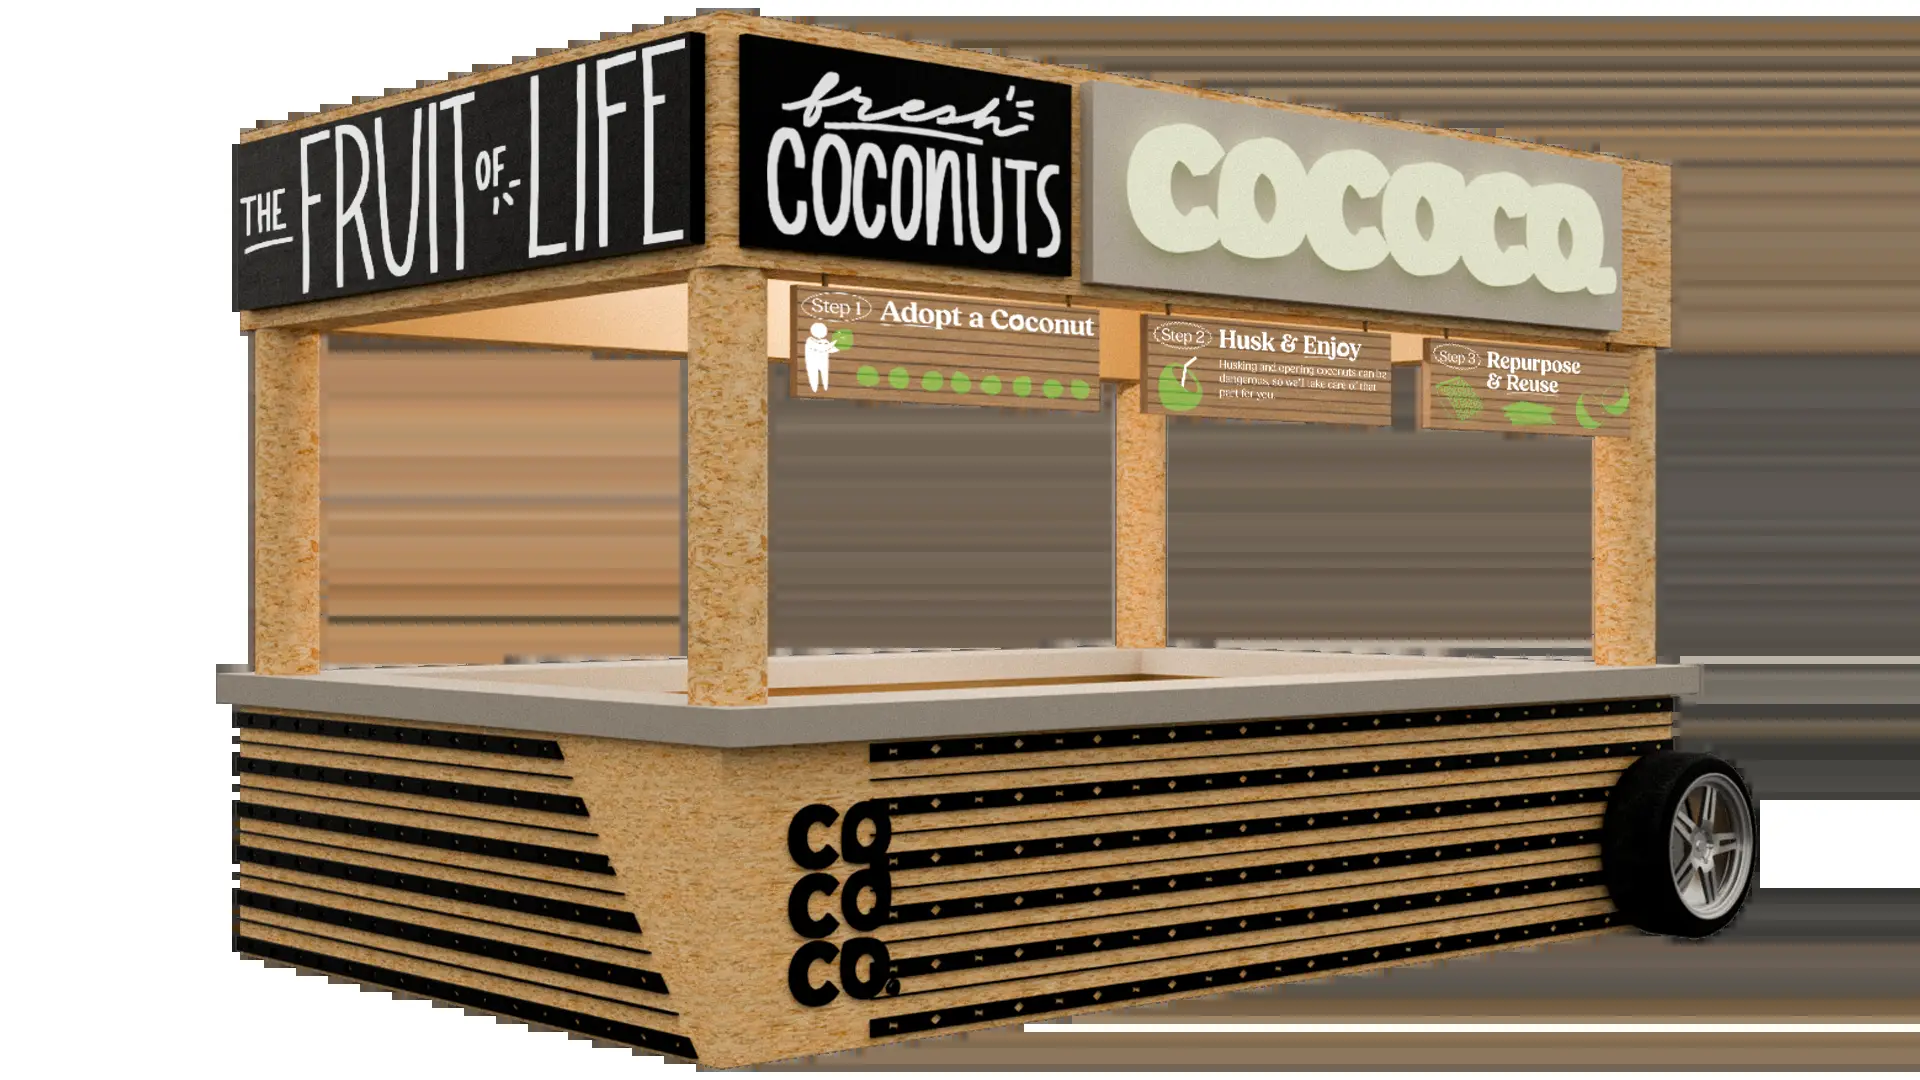 THE FRUIT OF LIFE
fresh
COCONUTS
COCOCO.
Step 1 Adopt a Coconut
Step 2 Husk & Enjoy
Husking and opening coconuts can be
dangerous, so we'll take care of that
part for you.
Step 3 Repurpose
& Reuse
CO
CO
CO.